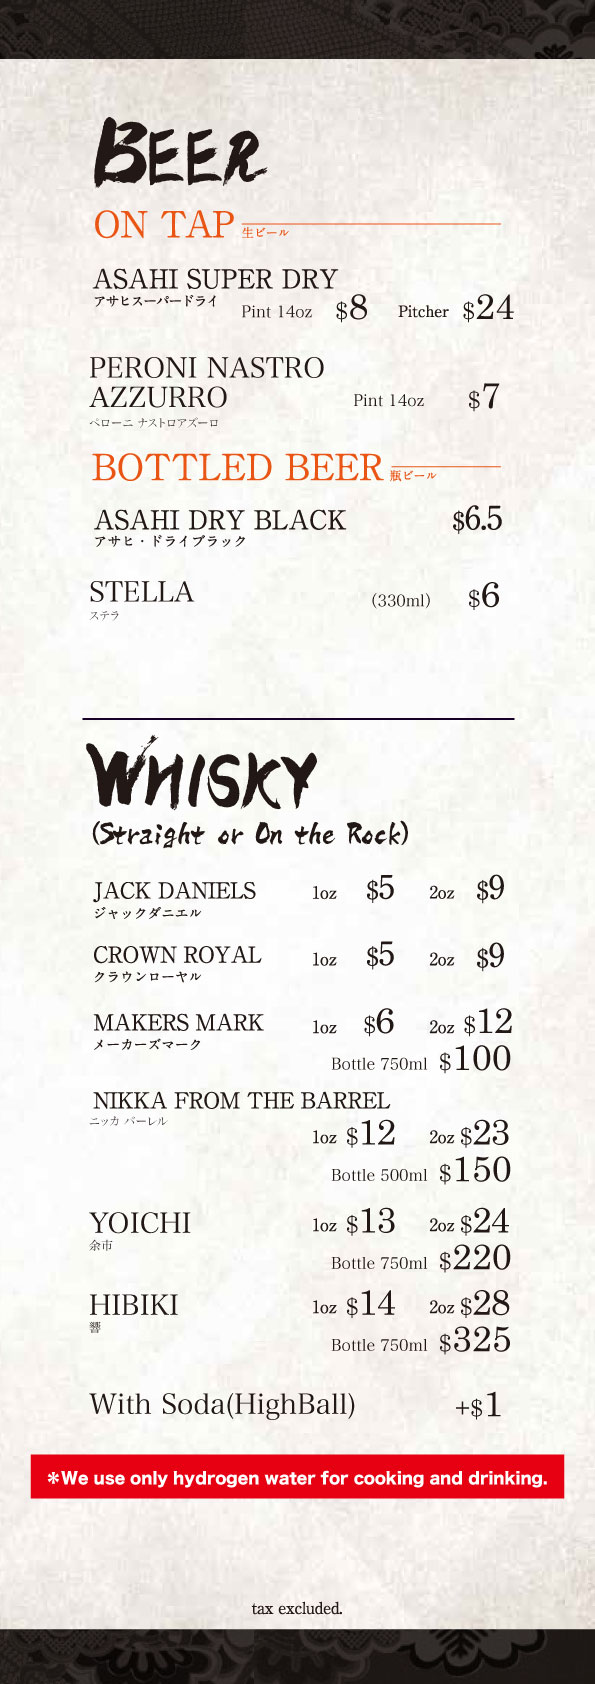 BEER
ON TAP 生ビール
ASAHI SUPER DRY
アサヒスーパードライ Pint 14oz $8 Pitcher $24
PERONI NASTRO
AZZURRO Pint 14oz $7
ペローニ ナストロアズーロ
BOTTLED BEER 瓶ビール
ASAHI DRY BLACK $6.5
アサヒ・ドライブラック
STELLA (330ml) $6
ステラ
WHISKY
(Straight or On the Rock)
JACK DANIELS 1oz $5 2oz $9
ジャックダニエル
CROWN ROYAL 1oz $5 2oz $9
クラウンローヤル
MAKERS MARK 1oz $6 2oz $12
メーカーズマーク
Bottle 750ml $100
NIKKA FROM THE BARREL
ニッカ バーレル
1oz $12 2oz $23
Bottle 500ml $150
YOICHI 1oz $13 2oz $24
余市
Bottle 750ml $220
HIBIKI 1oz $14 2oz $28
響
Bottle 750ml $325
With Soda(HighBall) +$1
*We use only hydrogen water for cooking and drinking.
tax excluded.